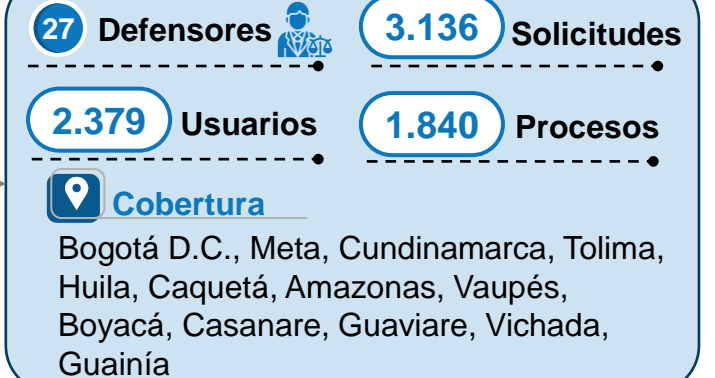 27 Defensores 3.136 Solicitudes
2.379 Usuarios 1.840 Procesos
Cobertura
Bogotá D.C., Meta, Cundinamarca, Tolima,
Huila, Caquetá, Amazonas, Vaupés,
Boyacá, Casanare, Guaviare, Vichada,
Guainía